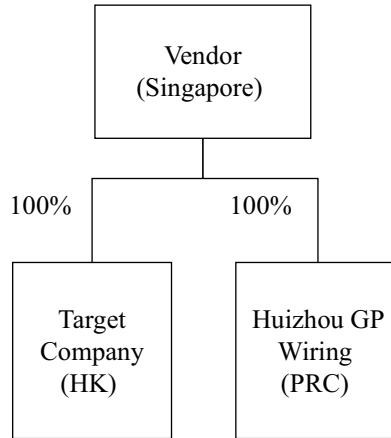 Vendor
(Singapore)
100%
100%
Target
Company
(HK)
Huizhou GP
Wiring
(PRC)